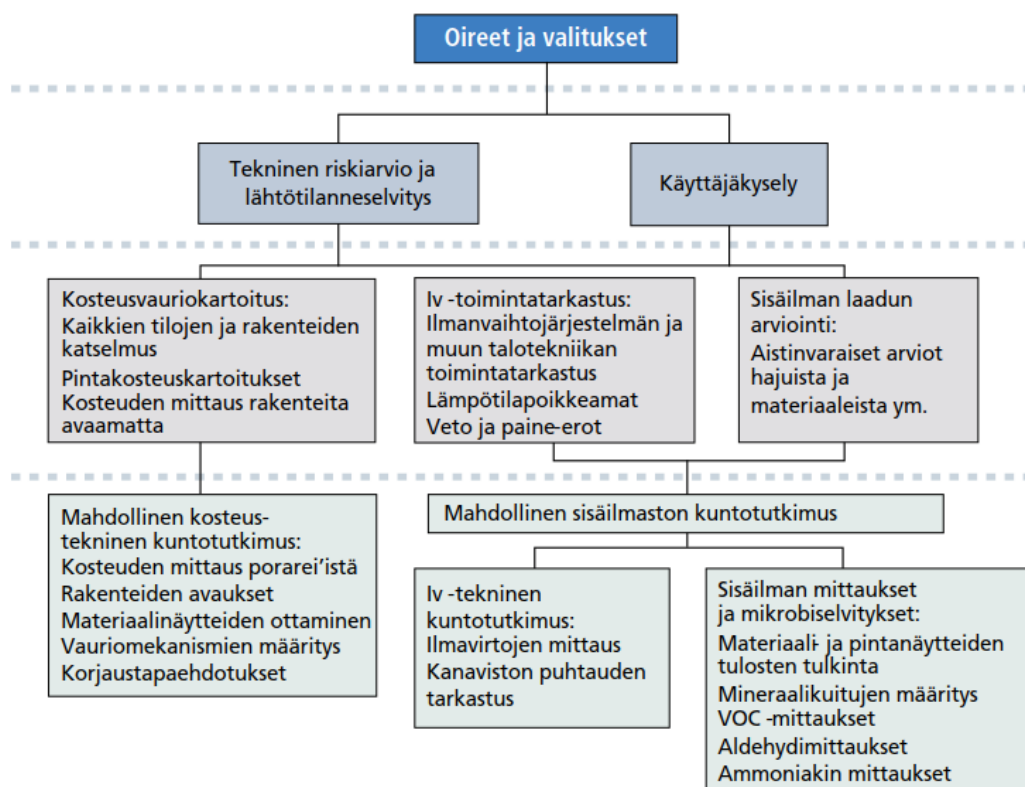 Oireet ja valitukset
Tekninen riskiarvio ja
lähtötilanneselvitys
Käyttäjäkysely
Kosteusvauriokartoitus:
Kaikkien tilojen ja rakenteiden
katselmus
Pintakosteuskartoitukset
Kosteuden mittaus rakenteita
avaamatta
Iv -toimintatarkastus:
Ilmanvaihtojärjestelmän ja
muun talotekniikan
toimintatarkastus
Lämpötilapoikkeamat
Veto ja paine-erot
Sisäilman laadun
arviointi:
Aistinvaraiset arviot
hajuista ja
materiaaleista ym.
Mahdollinen kosteus-
tekninen kuntotutkimus:
Kosteuden mittaus porarei’istä
Rakenteiden avaukset
Materiaalinäytteiden ottaminen
Vauriomekanismien määritys
Korjaustapaehdotukset
Mahdollinen sisäilmaston kuntotutkimus
Iv -tekninen
kuntotutkimus:
Ilmavirtojen mittaus
Kanaviston puhtauden
tarkastus
Sisäilman mittaukset
ja mikrobiselvitykset:
Materiaali- ja pintanäytteiden
tulosten tulkinta
Mineraalikuitujen määritys
VOC -mittaukset
Aldehydimittaukset
Ammoniakin mittaukset